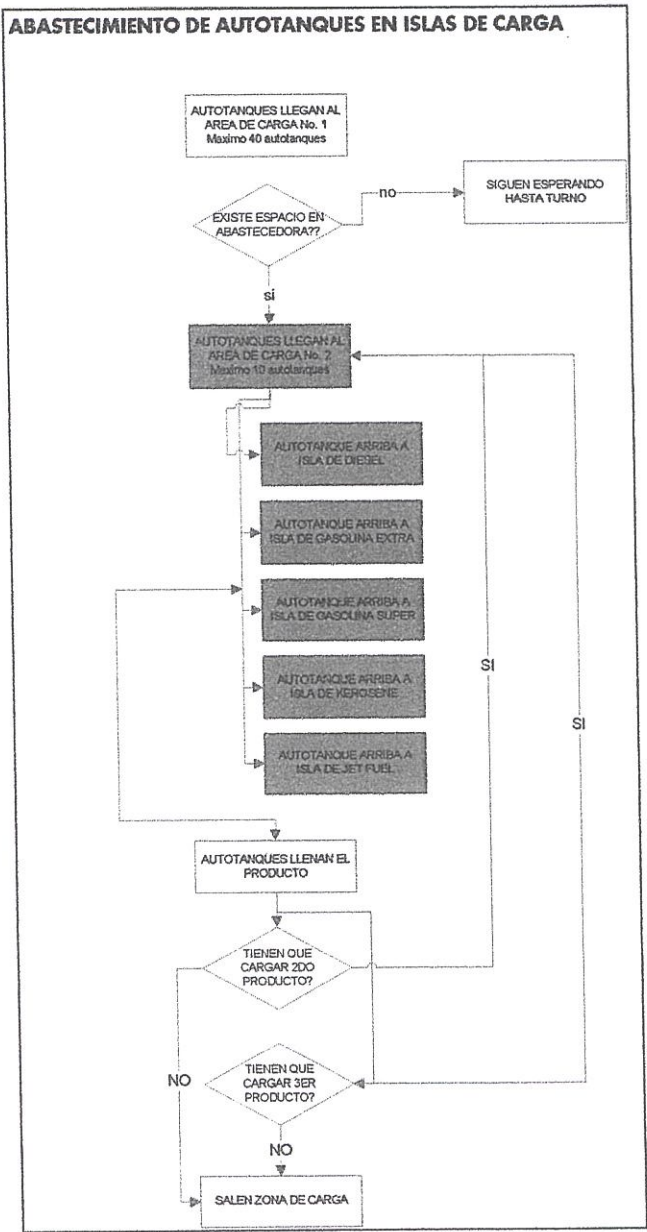 ABASTECIMIENTO DE AUTOTANQUES EN ISLAS DE CARGA
AUTOTANQUES LLEGAN AL
AREA DE CARGA No. 1
Maximo 40 autotanques
EXISTE ESPACIO EN
ABASTECEDORA??
no
SIGUEN ESPERANDO
HASTA TURNO
si
AUTOTANQUES LLEGAN AL
AREA DE CARGA No. 2
Maximo 10 autotanques
AUTOTANQUE ARRIBA A
ISLA DE DIESEL
AUTOTANQUE ARRIBA A
ISLA DE GASOLINA EXTRA
AUTOTANQUE ARRIBA A
ISLA DE GASOLINA SUPER
AUTOTANQUE ARRIBA A
ISLA DE KEROSENE
AUTOTANQUE ARRIBA A
ISLA DE JET FUEL
SI
SI
AUTOTANQUES LLENAN EL
PRODUCTO
TIENEN QUE
CARGAR 2DO
PRODUCTO?
NO
TIENEN QUE
CARGAR 3ER
PRODUCTO?
NO
SALEN ZONA DE CARGA